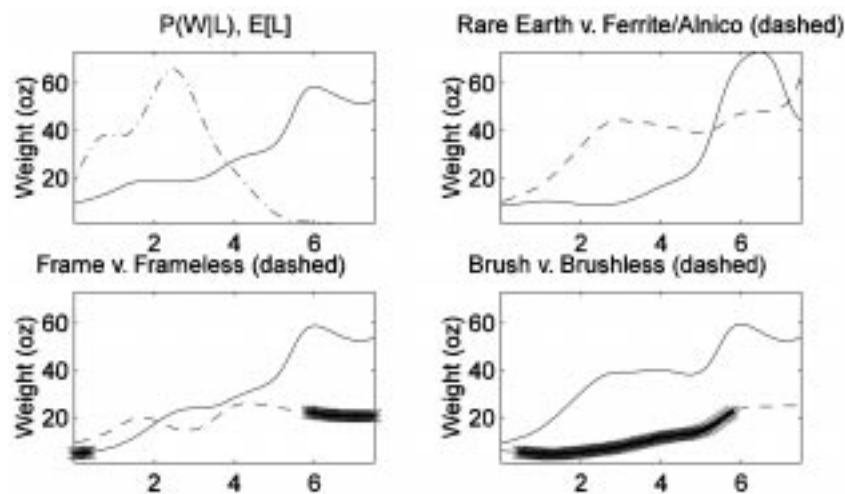 P(W|L), E[L]
Weight (oz)
60
40
20
2 4 6
Rare Earth v. Ferrite/Alnico (dashed)
Weight (oz)
60
40
20
2 4 6
Frame v. Frameless (dashed)
Weight (oz)
60
40
20
2 4 6
Brush v. Brushless (dashed)
Weight (oz)
60
40
20
2 4 6